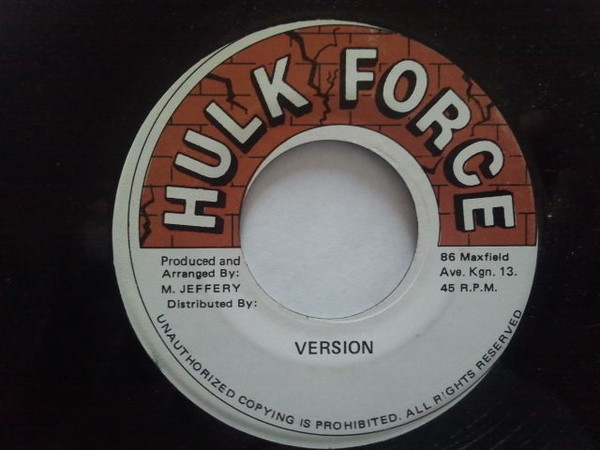 HULK FORCE
Produced and
Arranged By:
M. JEFFERY
Distributed By:
86 Maxfield
Ave. Kgn. 13.
45 R.P.M.
VERSION
UNAUTHORIZED COPYING IS PROHIBITED. ALL RIGHTS RESERVED